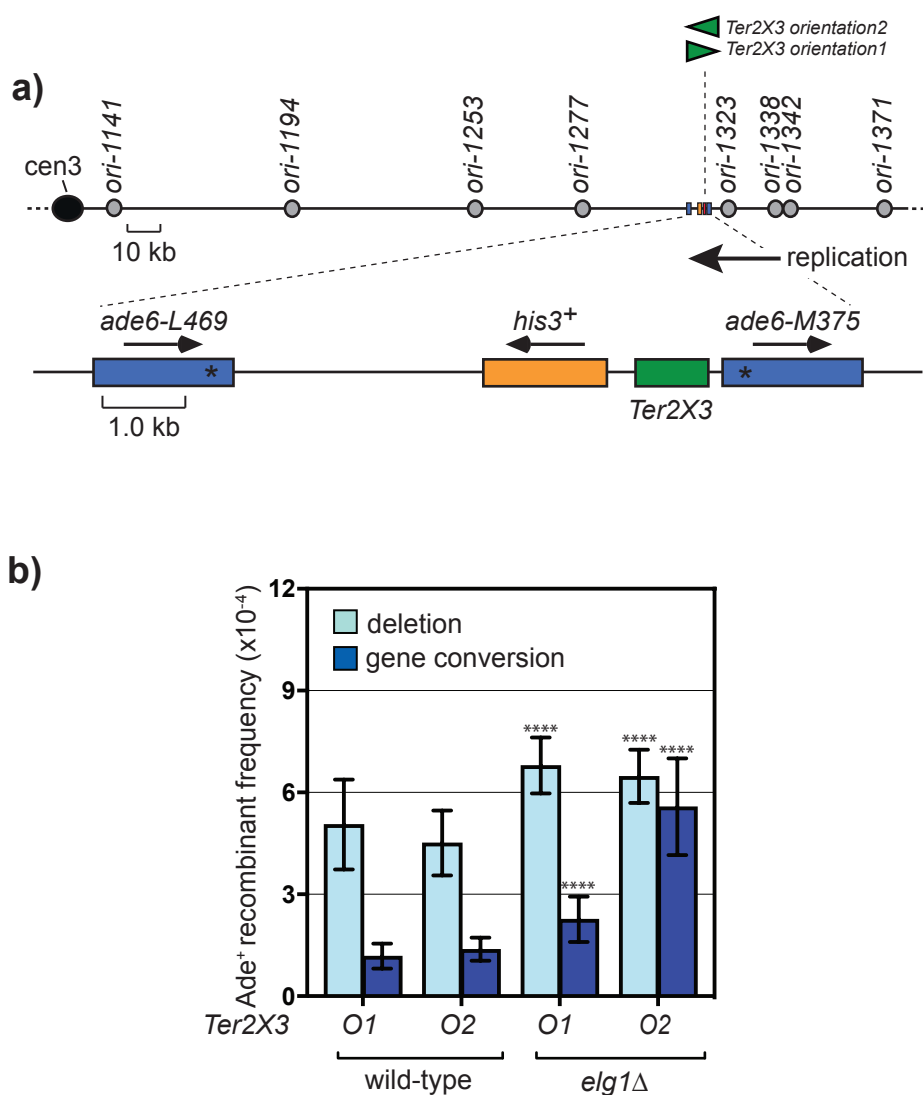 Ter2X3 orientation2
Ter2X3 orientation1
a)
cen3
ori-1141
ori-1194
ori-1253
ori-1277
ori-1323
ori-1338
ori-1342
ori-1371
10 kb
replication
ade6-L469
his3⁺
ade6-M375
*
*
Ter2X3
1.0 kb
b)
Ade⁺ recombinant frequency (x10⁻⁴)
12
9
6
3
0
deletion
gene conversion
****
****
****
****
Ter2X3 O1 O2 O1 O2
wild-type elg1Δ